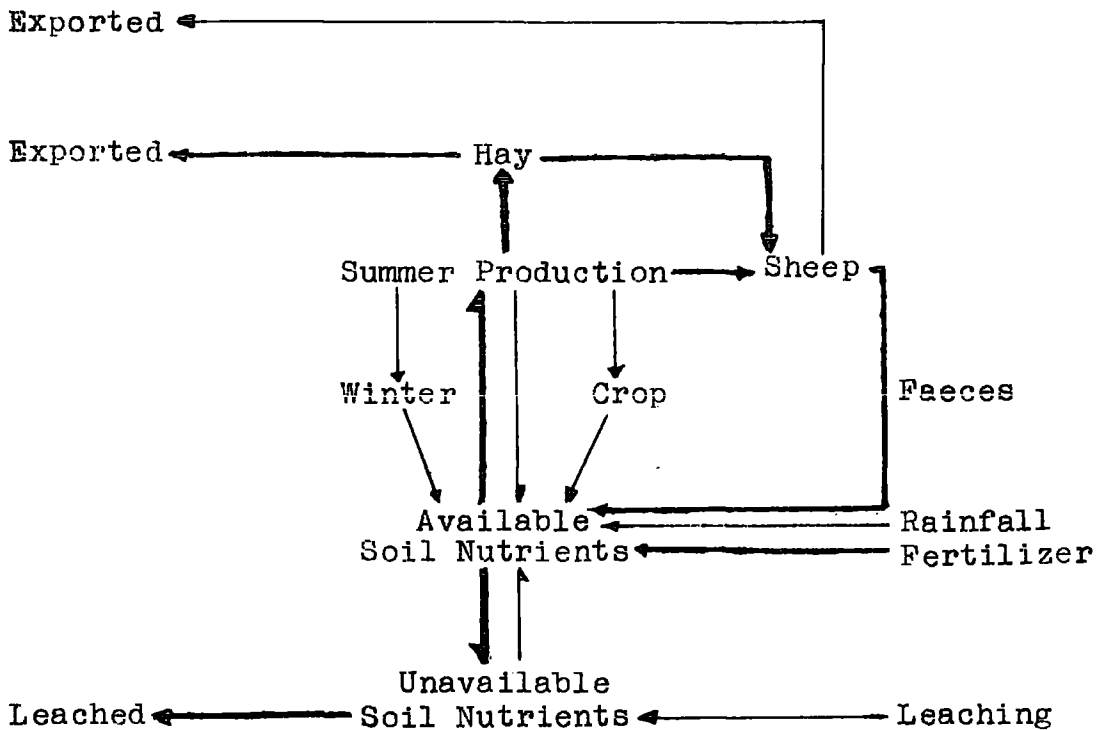 Exported
Exported
Hay
Summer Production
Sheep
Winter
Crop
Faeces
Available
Soil Nutrients
Rainfall
Fertilizer
Unavailable
Soil Nutrients
Leached
Leaching